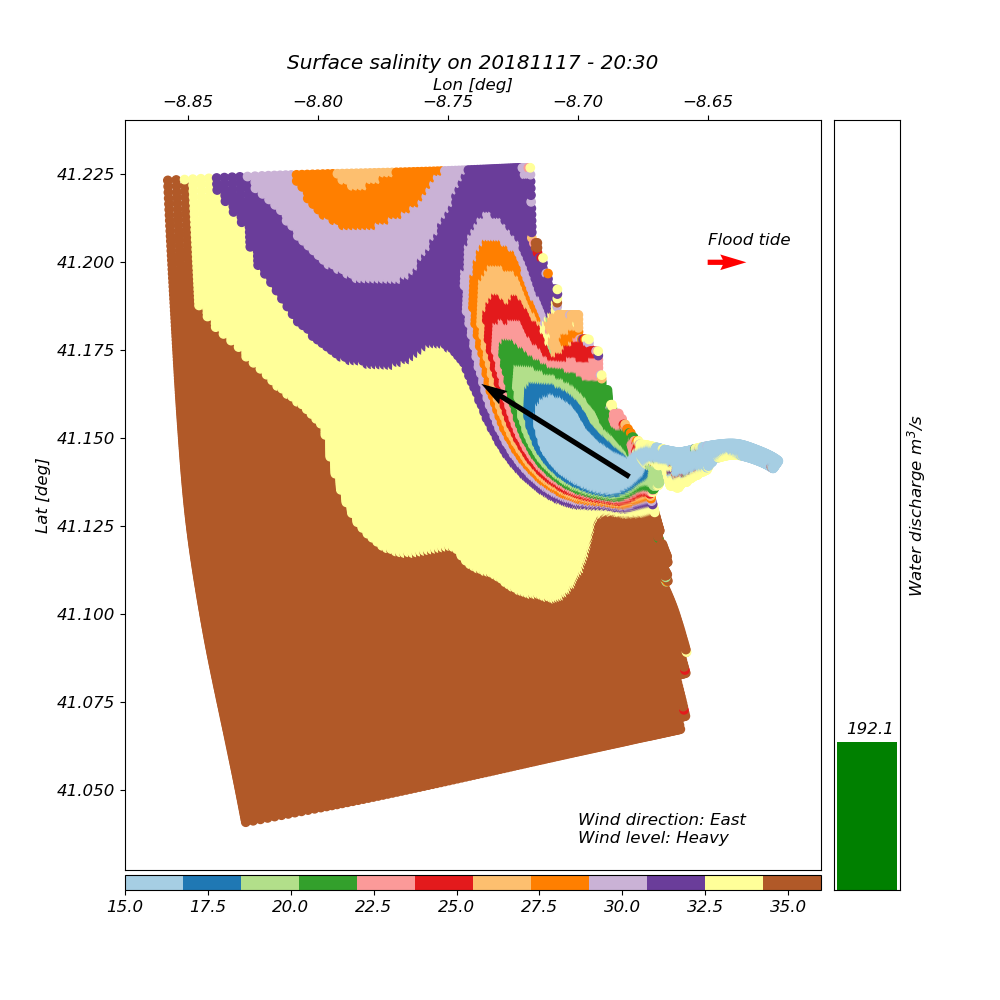 Surface salinity on 20181117 - 20:30
Lon [deg]
−8.85 −8.80 −8.75 −8.70 −8.65
41.225
41.200
41.175
41.150
41.125
41.100
41.075
41.050
Lat [deg]
Flood tide
Wind direction: East
Wind level: Heavy
192.1
Water discharge m³/s
15.0 17.5 20.0 22.5 25.0 27.5 30.0 32.5 35.0